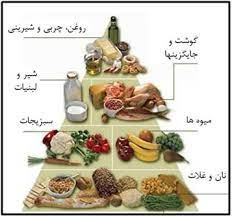 روغن، چربی و شیرینی
گوشت و
جایگزینها
شیر و
لبنیات
میوه ها
سبزیجات
نان و غلات